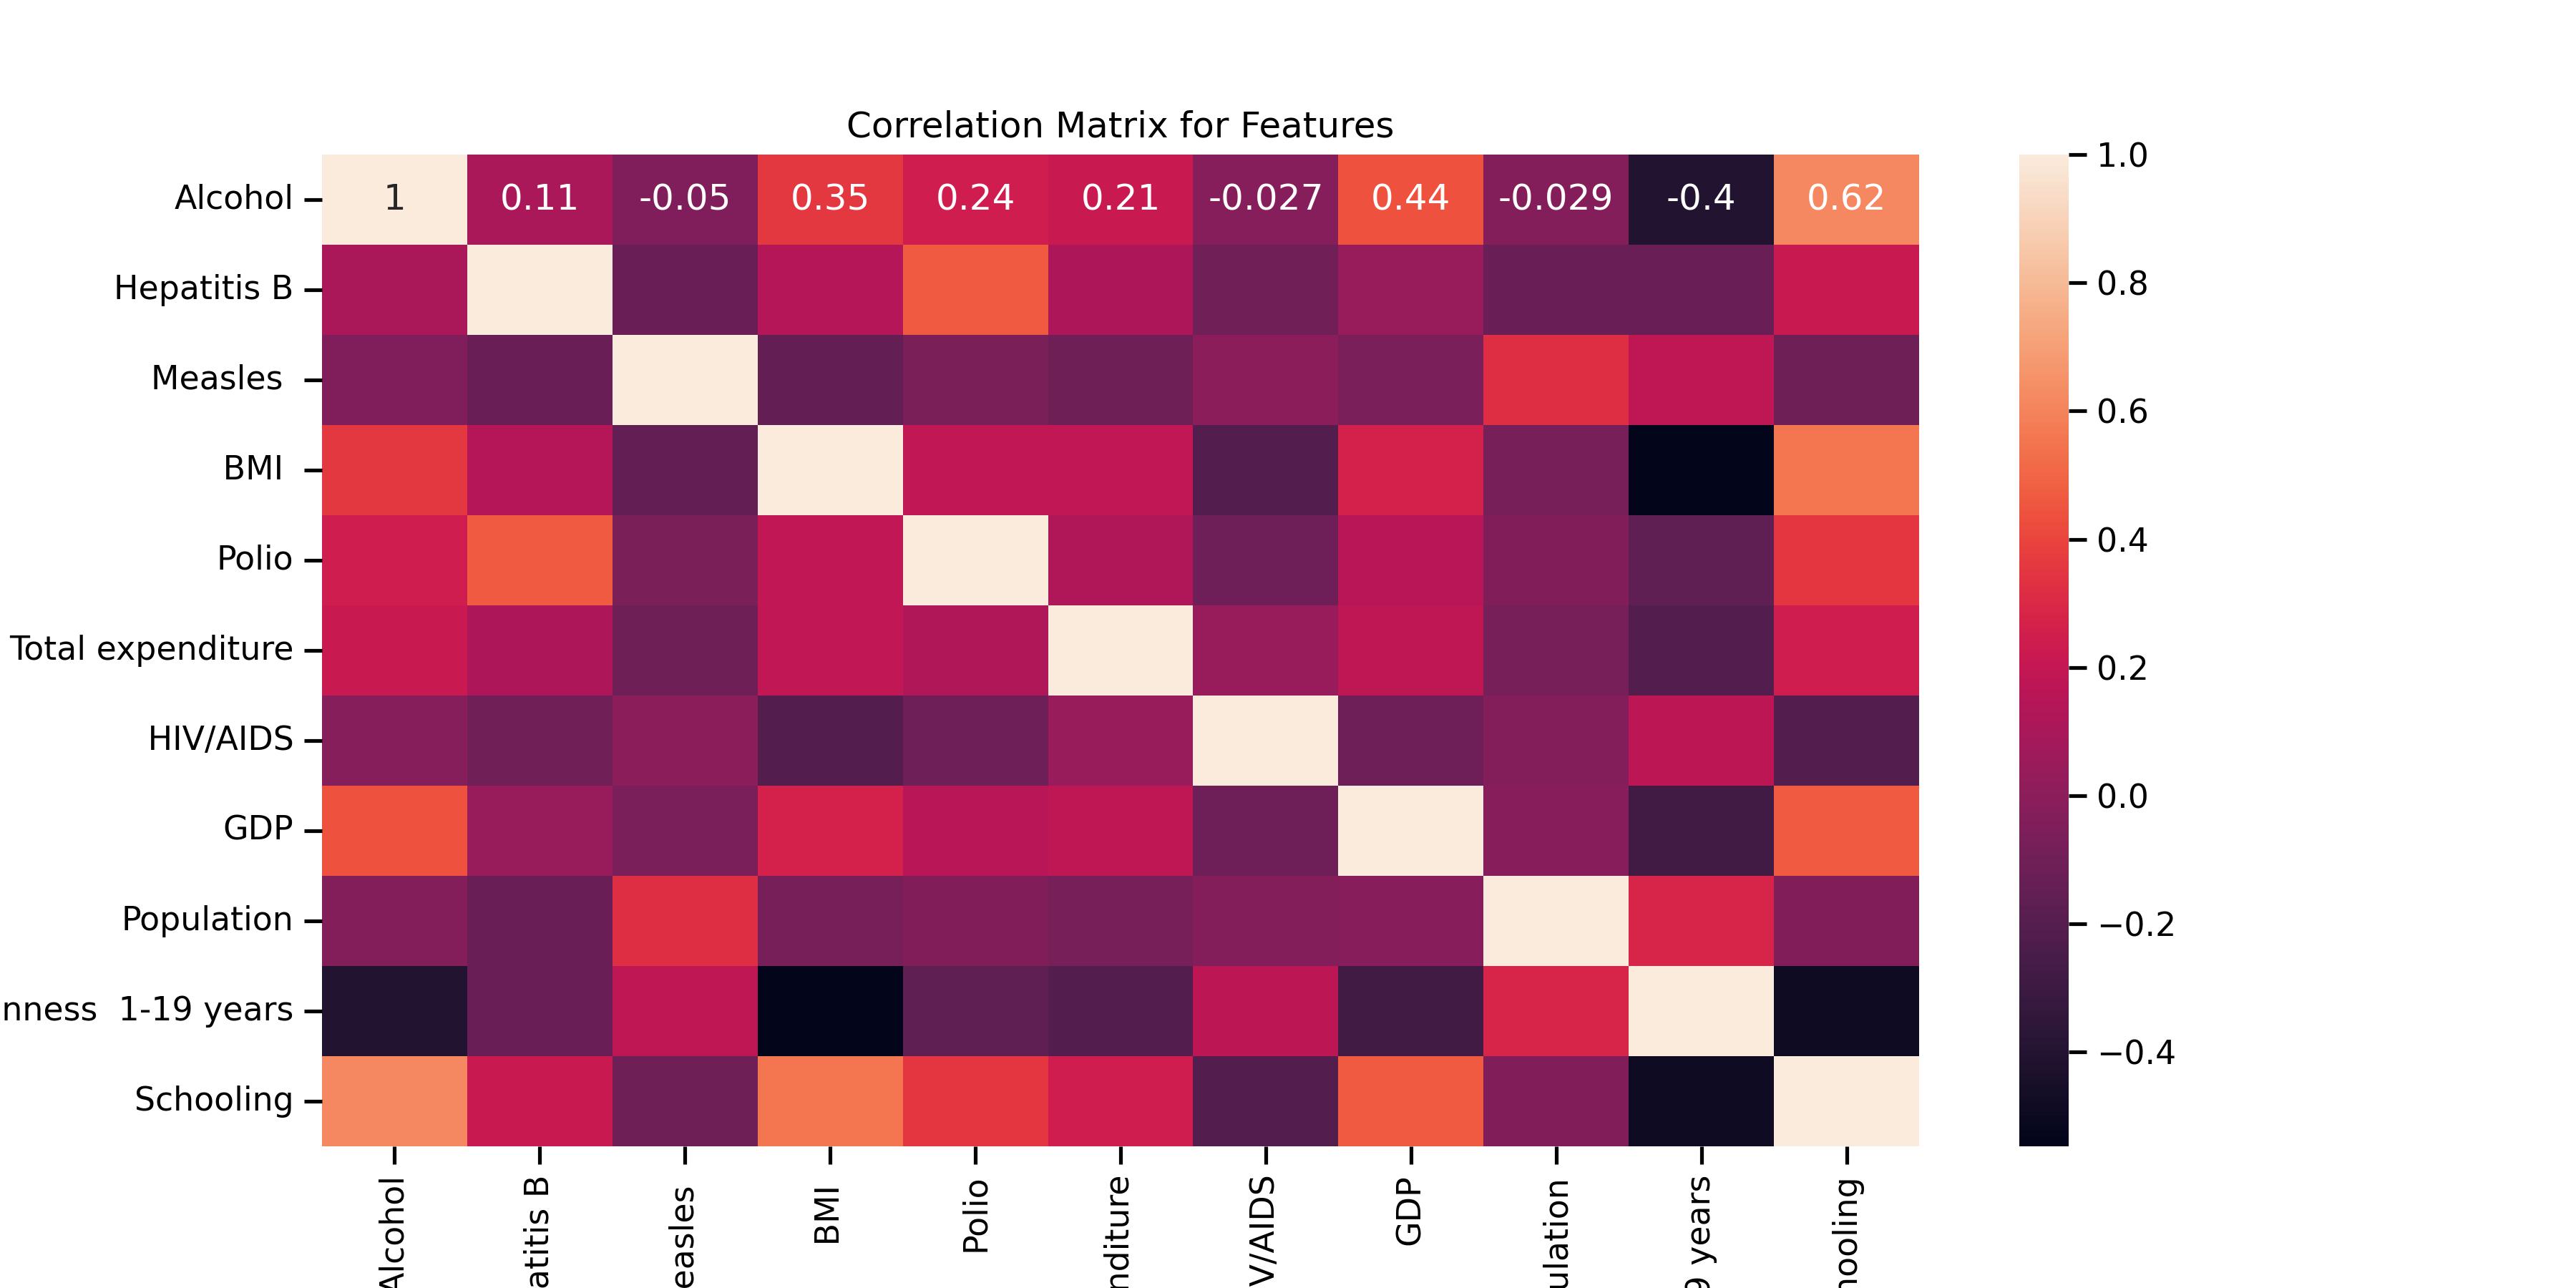 Correlation Matrix for Features
Alcohol
1 0.11 -0.05 0.35 0.24 0.21 -0.027 0.44 -0.029 -0.4 0.62
Hepatitis B
Measles
BMI
Polio
Total expenditure
HIV/AIDS
GDP
Population
nness 1-19 years
Schooling
Alcohol
atitis B
easles
BMI
Polio
nditure
V/AIDS
GDP
ulation
9 years
hooling
1.0
0.8
0.6
0.4
0.2
0.0
−0.2
−0.4